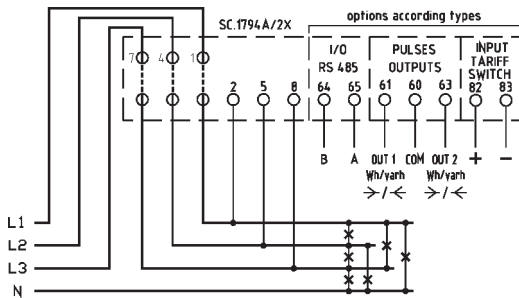 SC.1794A/2X
options according types
I/O
RS 485
PULSES
OUTPUTS
INPUT
TARIFF
SWITCH
7 4 1
2 5 8 64 65 61 60 63 82 83
B A OUT 1 COM OUT 2 + −
Wh/varh Wh/varh
L1
L2
L3
N